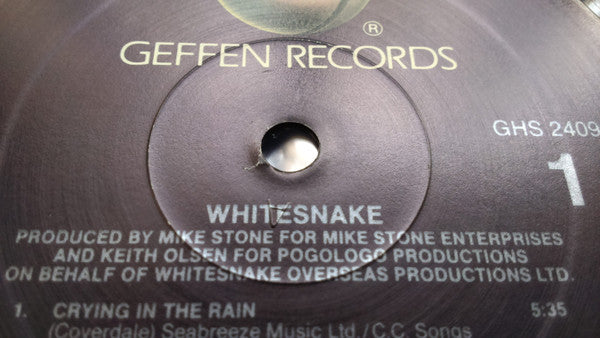 ®
GEFFEN RECORDS
GHS 2409
1
WHITESNAKE
PRODUCED BY MIKE STONE FOR MIKE STONE ENTERPRISES
AND KEITH OLSEN FOR POGOLOGO PRODUCTIONS
ON BEHALF OF WHITESNAKE OVERSEAS PRODUCTIONS LTD.
1. CRYING IN THE RAIN 5:35
(Coverdale) Seabreeze Music Ltd./C.C. Songs